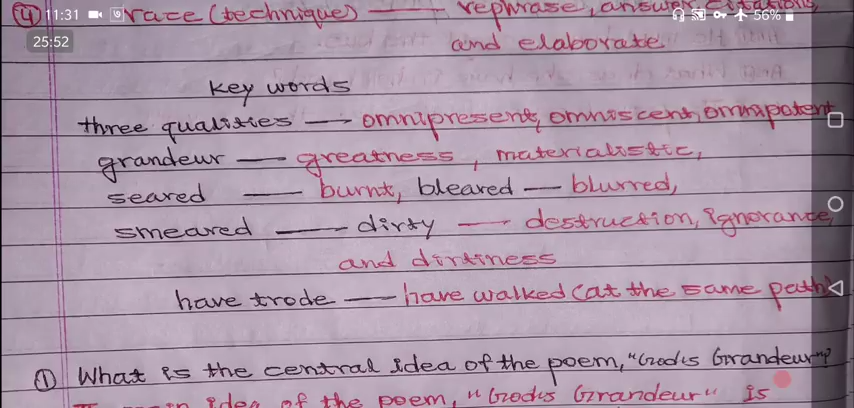 ④ race (technique) — rephrase, answer, citations,
11:31
56%
25:52
and elaborate
key words
three qualities — omnipresent, omniscent, omnipotent
grandeur — greatness, materialistic,
seared — burnt, bleared — blurred,
smeared — dirty — destruction, ignorance,
and dirtiness
have trode — have walked (at the same path)
① What is the central idea of the poem, "God's Grandeur"?
idea of the poem, "God's Grandeur" is